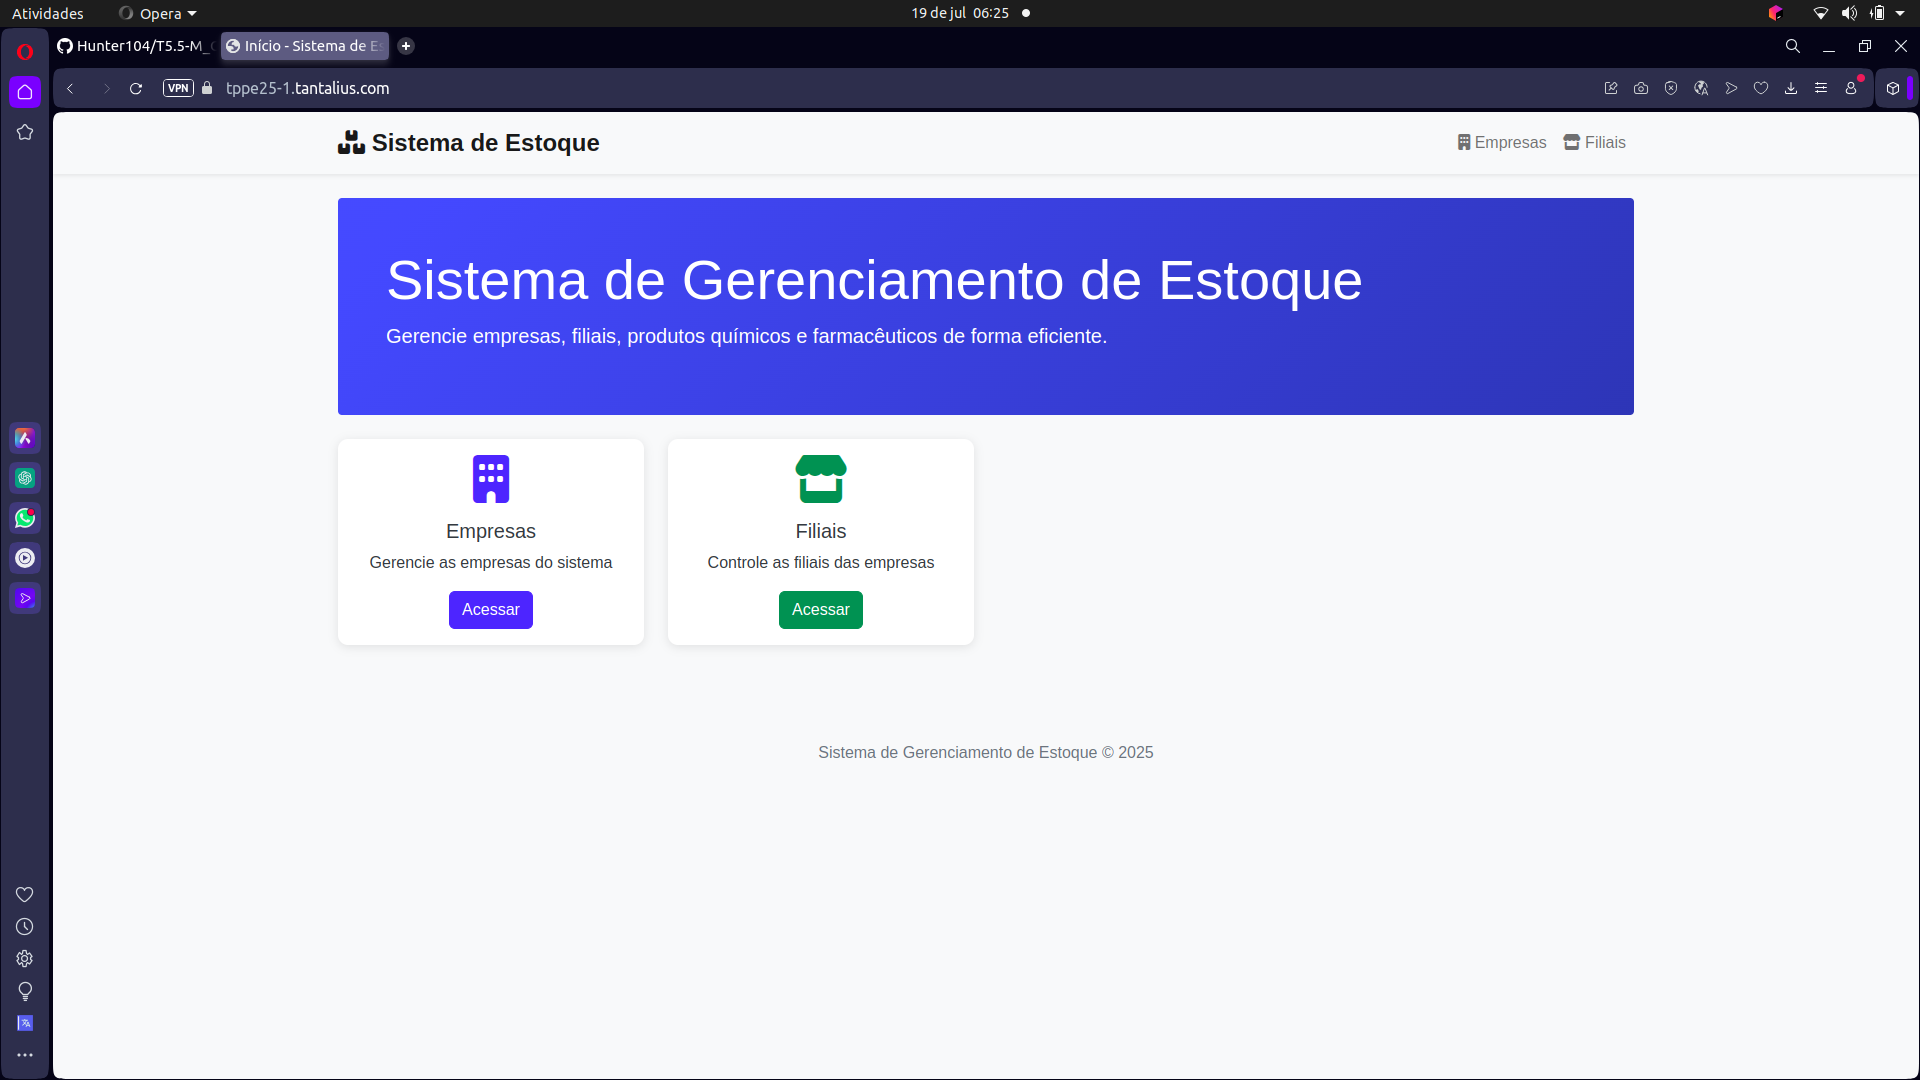 Atividades
Opera
19 de jul 06:25
Hunter104/T5.5-M_
Início - Sistema de Es
VPN
tppe25-1.tantalius.com
Sistema de Estoque
Empresas
Filiais
Sistema de Gerenciamento de Estoque
Gerencie empresas, filiais, produtos químicos e farmacêuticos de forma eficiente.
Empresas
Gerencie as empresas do sistema
Acessar
Filiais
Controle as filiais das empresas
Acessar
Sistema de Gerenciamento de Estoque © 2025